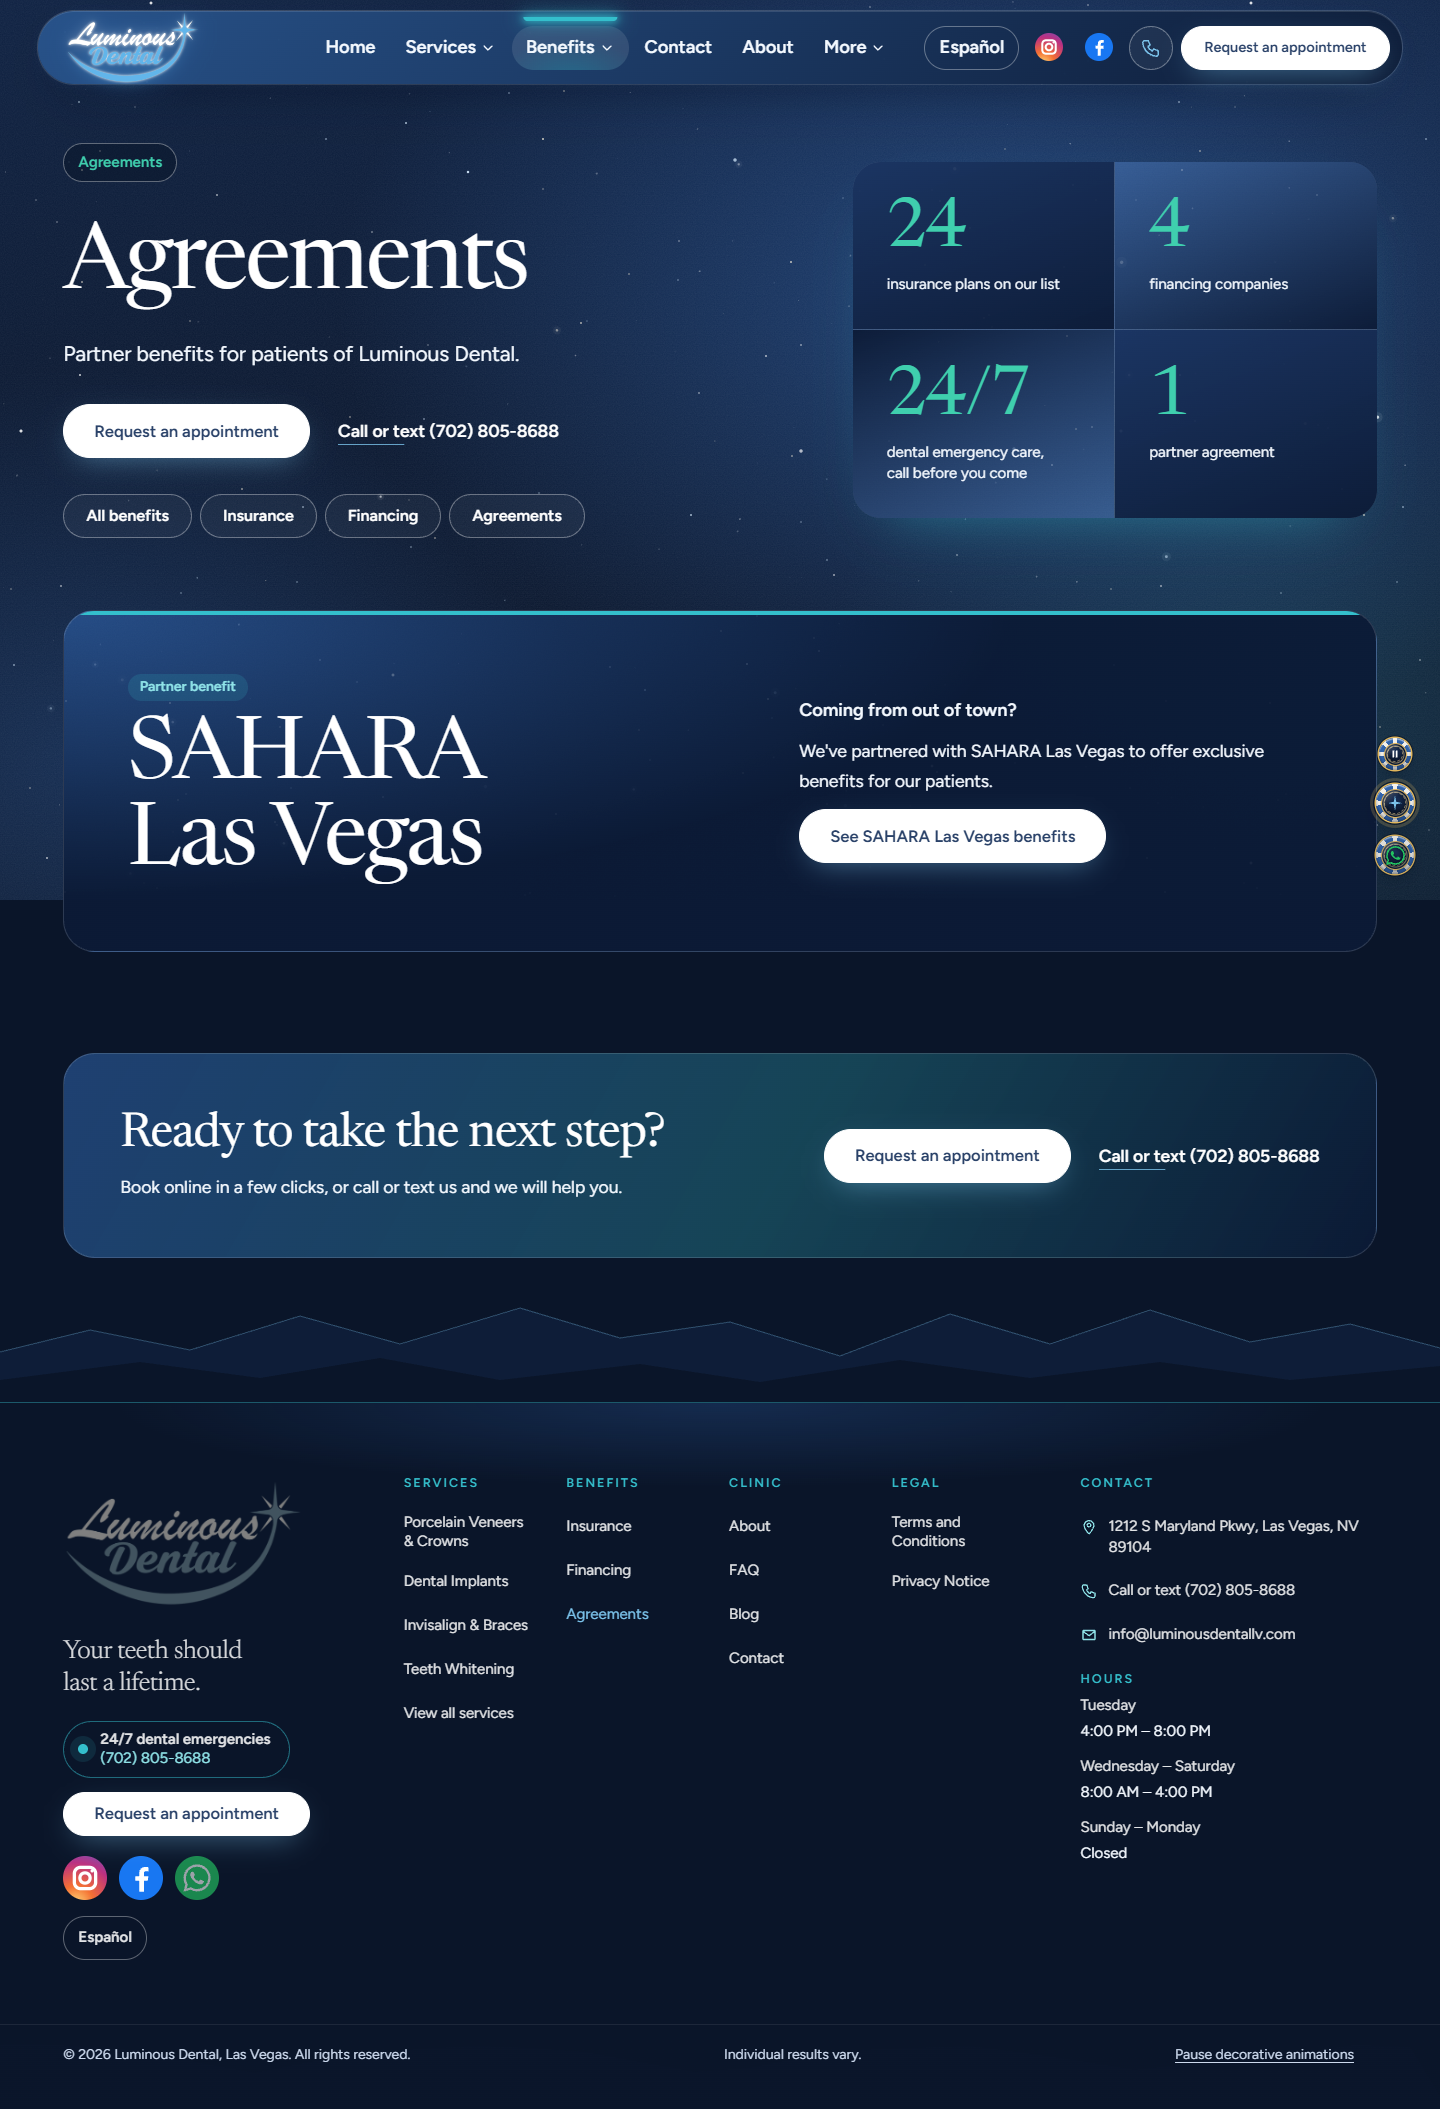 Luminous
Dental
Home
Services
Benefits
Contact
About
More
Español
Request an appointment
Agreements
Agreements
Partner benefits for patients of Luminous Dental.
Request an appointment
Call or text (702) 805-8688
All benefits
Insurance
Financing
Agreements
24
insurance plans on our list
4
financing companies
24/7
dental emergency care,
call before you come
1
partner agreement
Partner benefit
SAHARA
Las Vegas
Coming from out of town?
We've partnered with SAHARA Las Vegas to offer exclusive
benefits for our patients.
See SAHARA Las Vegas benefits
Ready to take the next step?
Book online in a few clicks, or call or text us and we will help you.
Request an appointment
Call or text (702) 805-8688
Luminous
Dental
Your teeth should
last a lifetime.
24/7 dental emergencies
(702) 805-8688
Request an appointment
Español
SERVICES
Porcelain Veneers
& Crowns
Dental Implants
Invisalign & Braces
Teeth Whitening
View all services
BENEFITS
Insurance
Financing
Agreements
CLINIC
About
FAQ
Blog
Contact
LEGAL
Terms and
Conditions
Privacy Notice
CONTACT
1212 S Maryland Pkwy, Las Vegas, NV
89104
Call or text (702) 805-8688
info@luminousdentallv.com
HOURS
Tuesday
4:00 PM – 8:00 PM
Wednesday – Saturday
8:00 AM – 4:00 PM
Sunday – Monday
Closed
© 2026 Luminous Dental, Las Vegas. All rights reserved.
Individual results vary.
Pause decorative animations